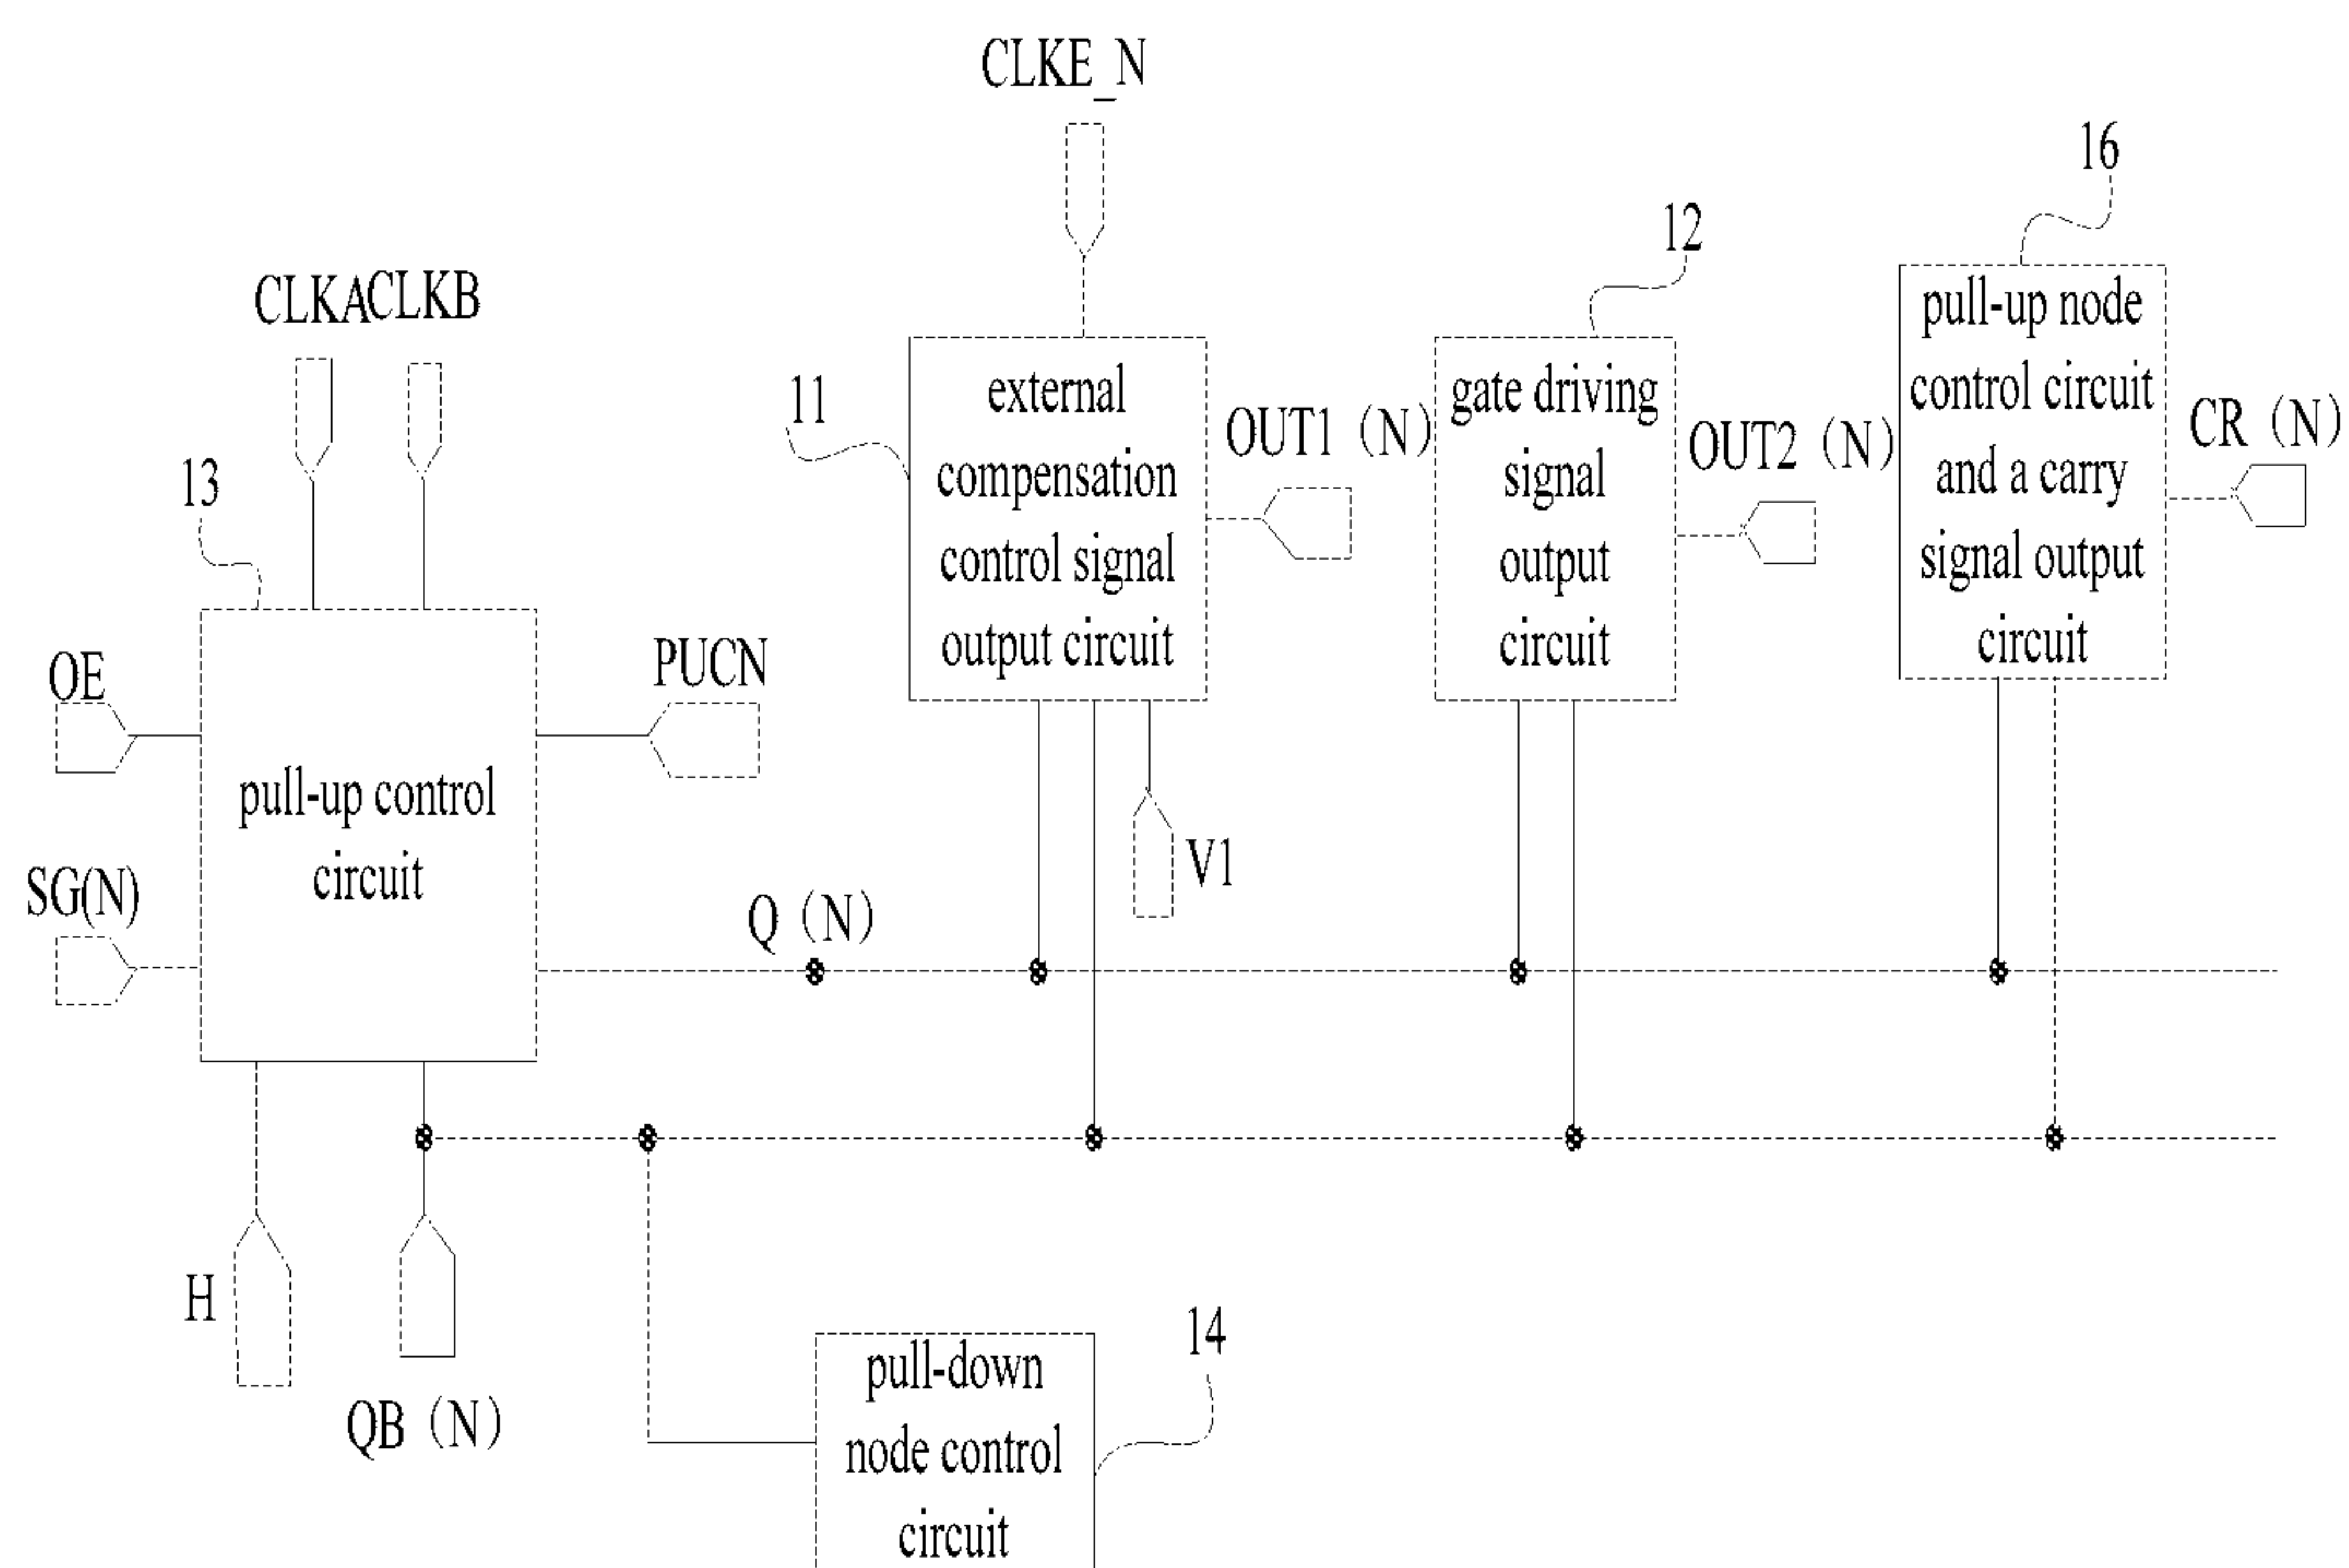 CLKE_N
16
12
CLKA
CLKB
pull-up node
control circuit
and a carry
signal output
circuit
11
external
compensation
control signal
output circuit
gate driving
signal
output
circuit
OUT1 (N)
OUT2 (N)
CR (N)
13
OE
PUCN
pull-up control
circuit
SG(N)
V1
Q (N)
H
QB (N)
14
pull-down
node control
circuit